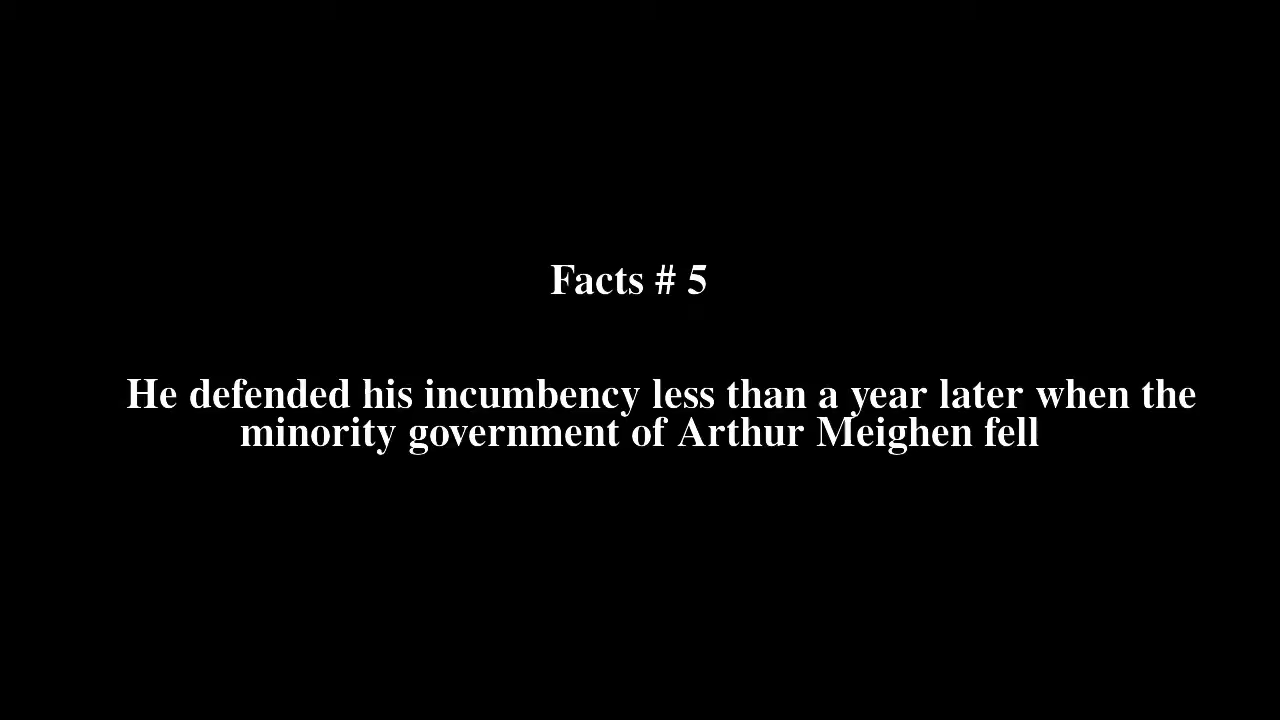 Facts # 5
He defended his incumbency less than a year later when the
minority government of Arthur Meighen fell